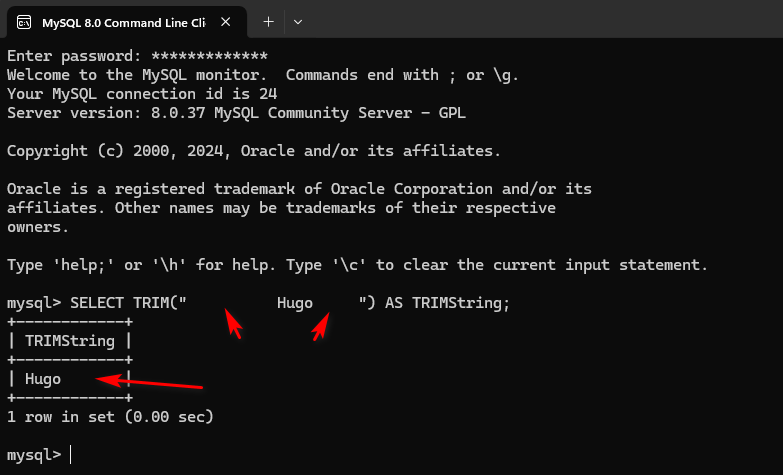 MySQL 8.0 Command Line Cli
Enter password: *************
Welcome to the MySQL monitor.  Commands end with ; or \g.
Your MySQL connection id is 24
Server version: 8.0.37 MySQL Community Server - GPL
Copyright (c) 2000, 2024, Oracle and/or its affiliates.
Oracle is a registered trademark of Oracle Corporation and/or its
affiliates. Other names may be trademarks of their respective
owners.
Type 'help;' or '\h' for help. Type '\c' to clear the current input statement.
mysql> SELECT TRIM("          Hugo     ") AS TRIMString;
+------------+
| TRIMString |
+------------+
| Hugo       |
+------------+
1 row in set (0.00 sec)
mysql>